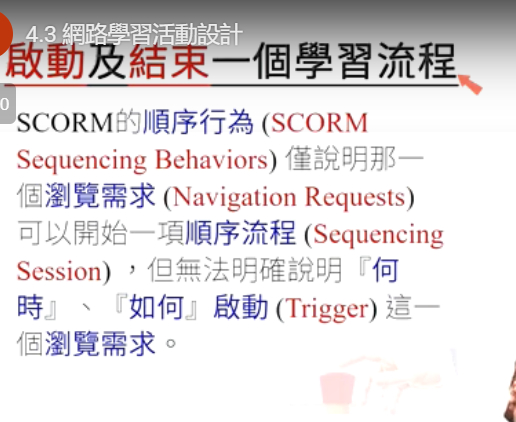 4.3 網路學習活動設計
啟動及結束一個學習流程
0
SCORM的順序行為 (SCORM
Sequencing Behaviors) 僅說明那一
個瀏覽需求 (Navigation Requests)
可以開始一項順序流程 (Sequencing
Session) ，但無法明確說明『何
時』、『如何』啟動 (Trigger) 這一
個瀏覽需求。